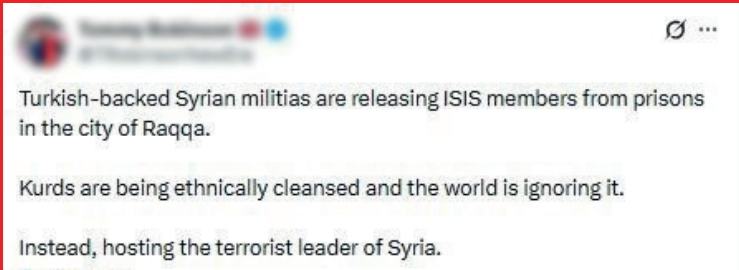 Turkish-backed Syrian militias are releasing ISIS members from prisons
in the city of Raqqa.
Kurds are being ethnically cleansed and the world is ignoring it.
Instead, hosting the terrorist leader of Syria.